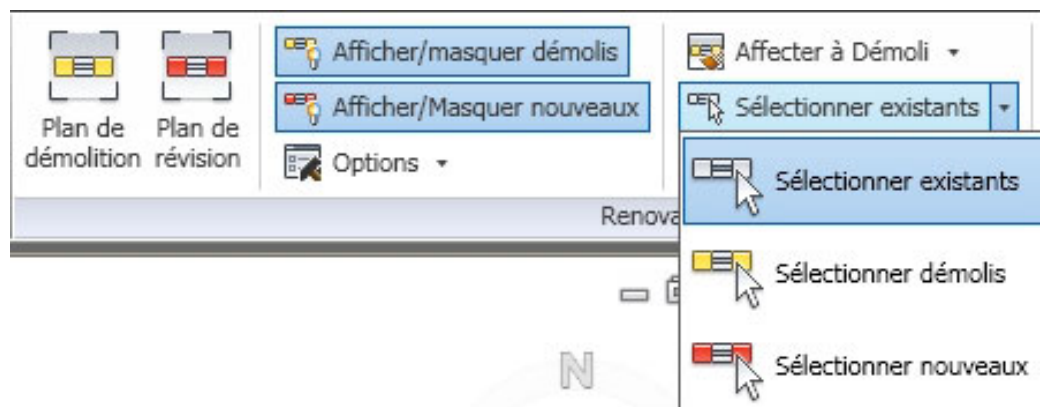 Plan de
démolition
Plan de
révision
Afficher/masquer démolis
Afficher/Masquer nouveaux
Options
Affecter à Démoli
Sélectionner existants
Renova
Sélectionner existants
Sélectionner démolis
Sélectionner nouveaux
N